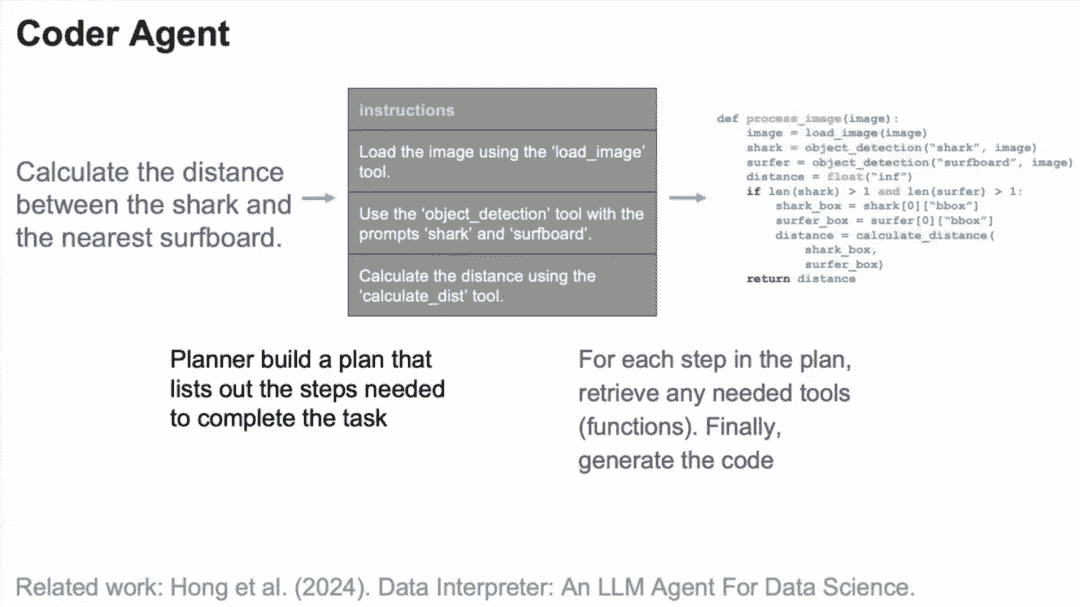 Coder Agent
Calculate the distance
between the shark and
the nearest surfboard.
instructions
Load the image using the ‘load_image’
tool.
Use the ‘object_detection’ tool with the
prompts ‘shark’ and ‘surfboard’.
Calculate the distance using the
‘calculate_dist’ tool.
def process_image(image):
    image = load_image(image)
    shark = object_detection(“shark”, image)
    surfer = object_detection(“surfboard”, image)
    distance = float(“inf”)
    if len(shark) > 1 and len(surfer) > 1:
        shark_box = shark[0][“bbox”]
        surfer_box = surfer[0][“bbox”]
        distance = calculate_distance(
            shark_box,
            surfer_box)
    return distance
Planner build a plan that
lists out the steps needed
to complete the task
For each step in the plan,
retrieve any needed tools
(functions). Finally,
generate the code
Related work: Hong et al. (2024). Data Interpreter: An LLM Agent For Data Science.